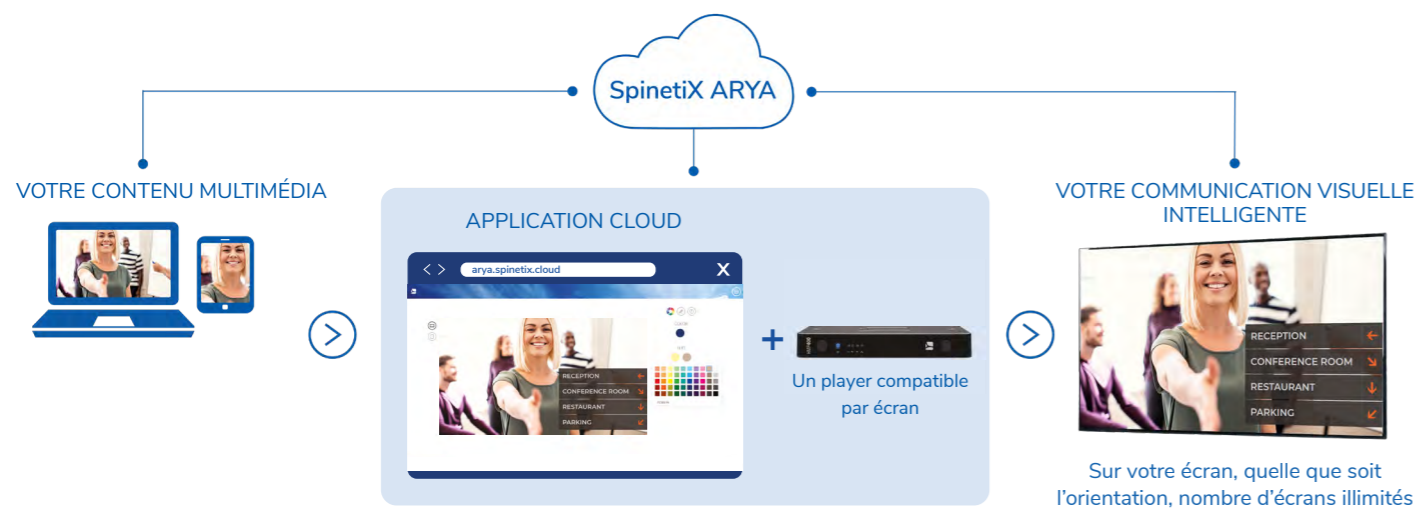 SpinetiX ARYA
VOTRE CONTENU MULTIMÉDIA
APPLICATION CLOUD
< >
arya.spinetix.cloud
X
COLOR
RECEPTION
CONFERENCE ROOM
RESTAURANT
PARKING
+
Un player compatible
par écran
VOTRE COMMUNICATION VISUELLE
INTELLIGENTE
RECEPTION
CONFERENCE ROOM
RESTAURANT
PARKING
Sur votre écran, quelle que soit
l'orientation, nombre d'écrans illimités